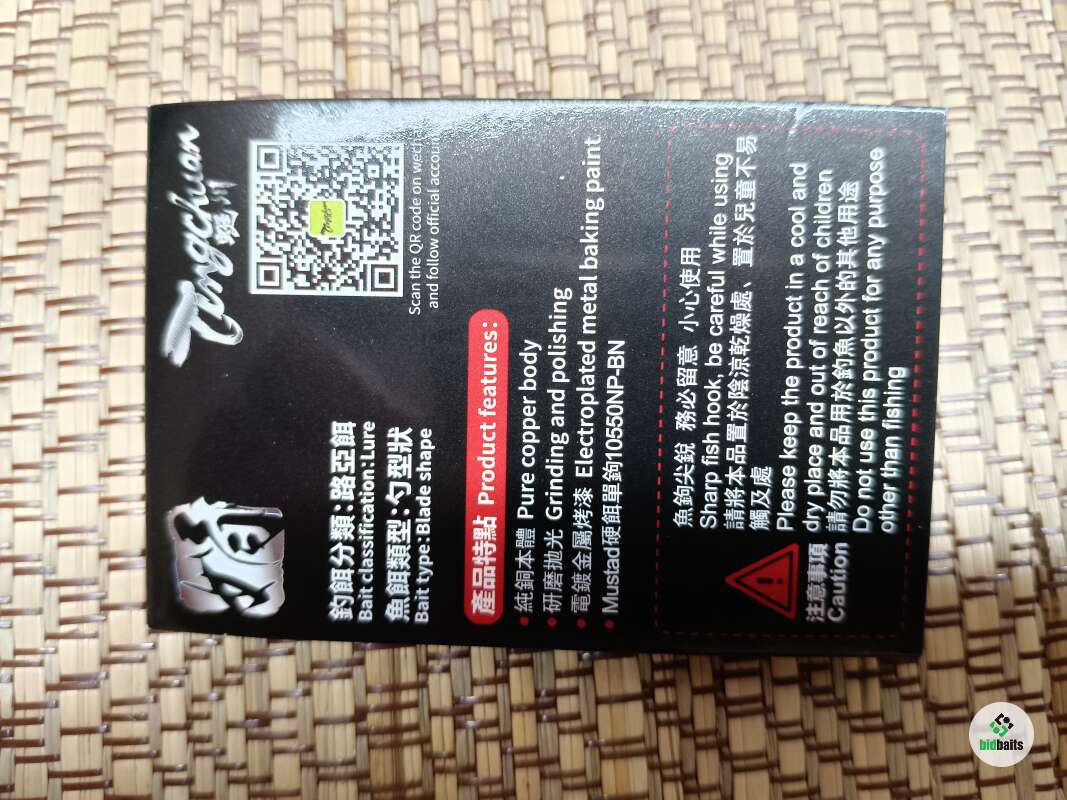 Tingchuan
Scan the QR code on wech
and follow official accoun
釣餌分類：路亞餌
Bait classification:Lure
魚餌類型：勺型狀
Bait type:Blade shape
產品特點 Product features:
純銅本體 Pure copper body
研磨拋光 Grinding and polishing
電鍍金屬烤漆 Electroplated metal baking paint
Mustad硬餌單鉤10550NP-BN
注意事項
Caution
魚鉤尖銳 務必留意 小心使用
Sharp fish hook, be careful while using
請將本品置於陰涼乾燥處、置於兒童不易
觸及處
Please keep the product in a cool and
dry place and out of reach of children
請勿將本品用於釣魚以外的其他用途
Do not use this product for any purpose
other than fishing
bidbaits